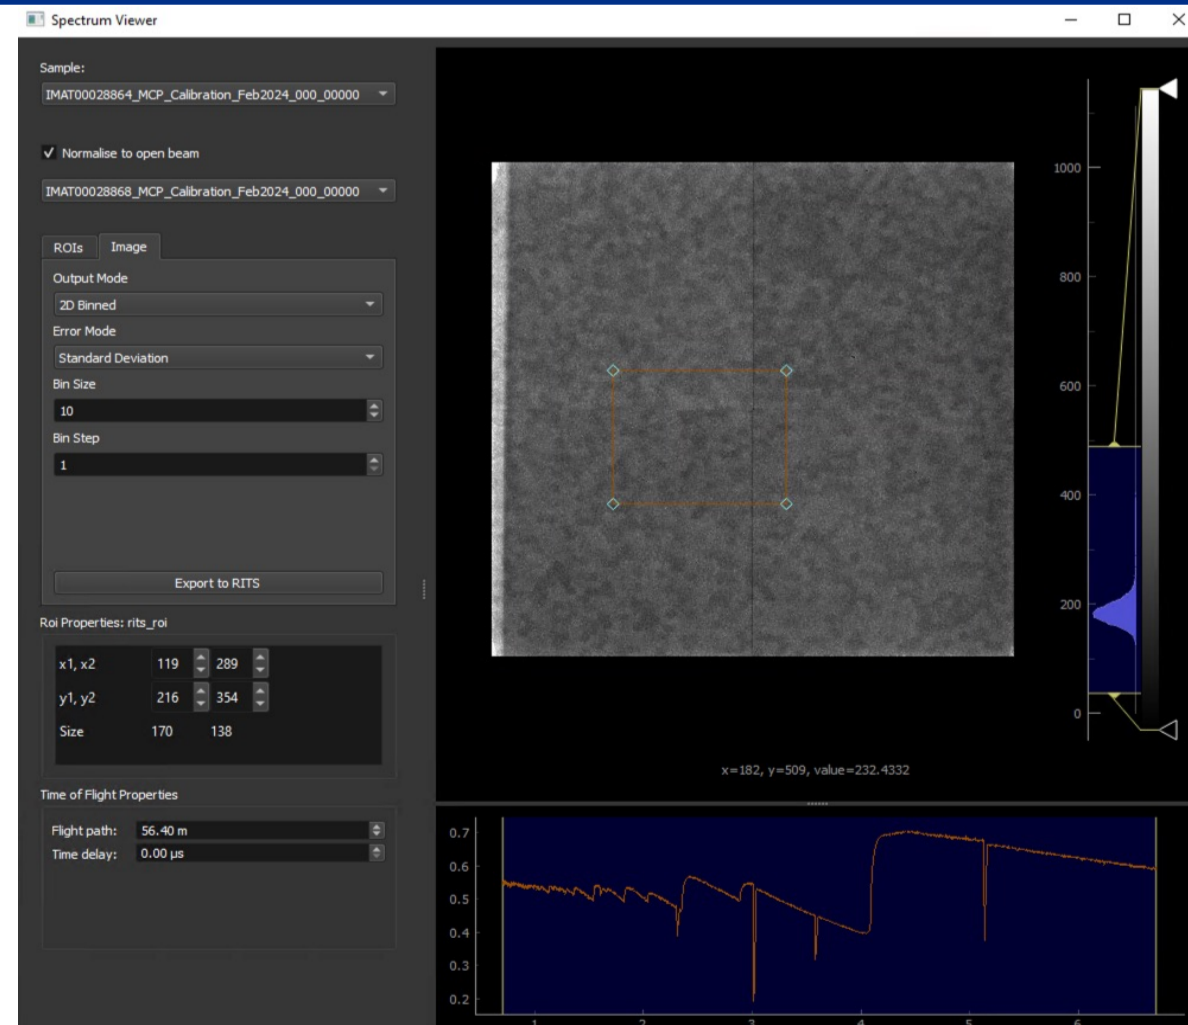 Spectrum Viewer
Sample:
IMAT00028864_MCP_Calibration_Feb2024_000_00000
Normalise to open beam
IMAT00028868_MCP_Calibration_Feb2024_000_00000
ROIs Image
Output Mode
2D Binned
Error Mode
Standard Deviation
Bin Size
10
Bin Step
1
Export to RITS
Roi Properties: rits_roi
x1, x2 119 289
y1, y2 216 354
Size 170 138
Time of Flight Properties
Flight path: 56.40 m
Time delay: 0.00 μs
1000
800
600
400
200
0
x=182, y=509, value=232.4332
0.7
0.6
0.5
0.4
0.3
0.2
1 2 3 4 5 6